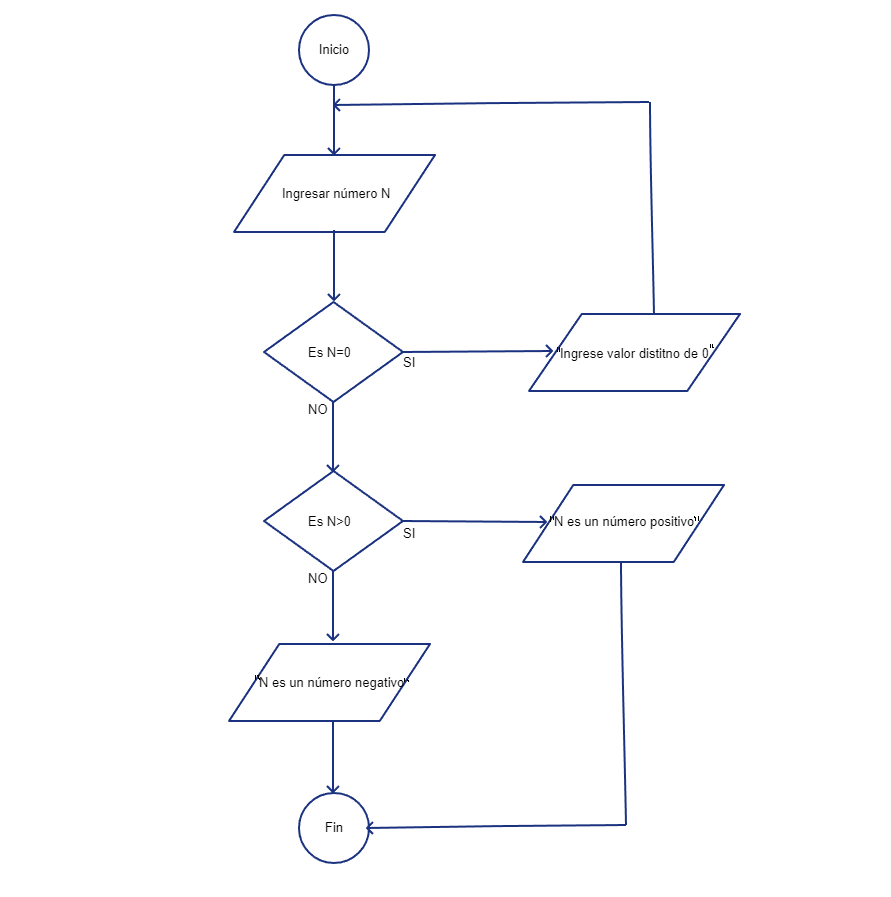 Inicio
Ingresar número N
Es N=0
SI
"Ingrese valor distitno de 0"
NO
Es N>0
SI
"N es un número positivo"
NO
"N es un número negativo"
Fin